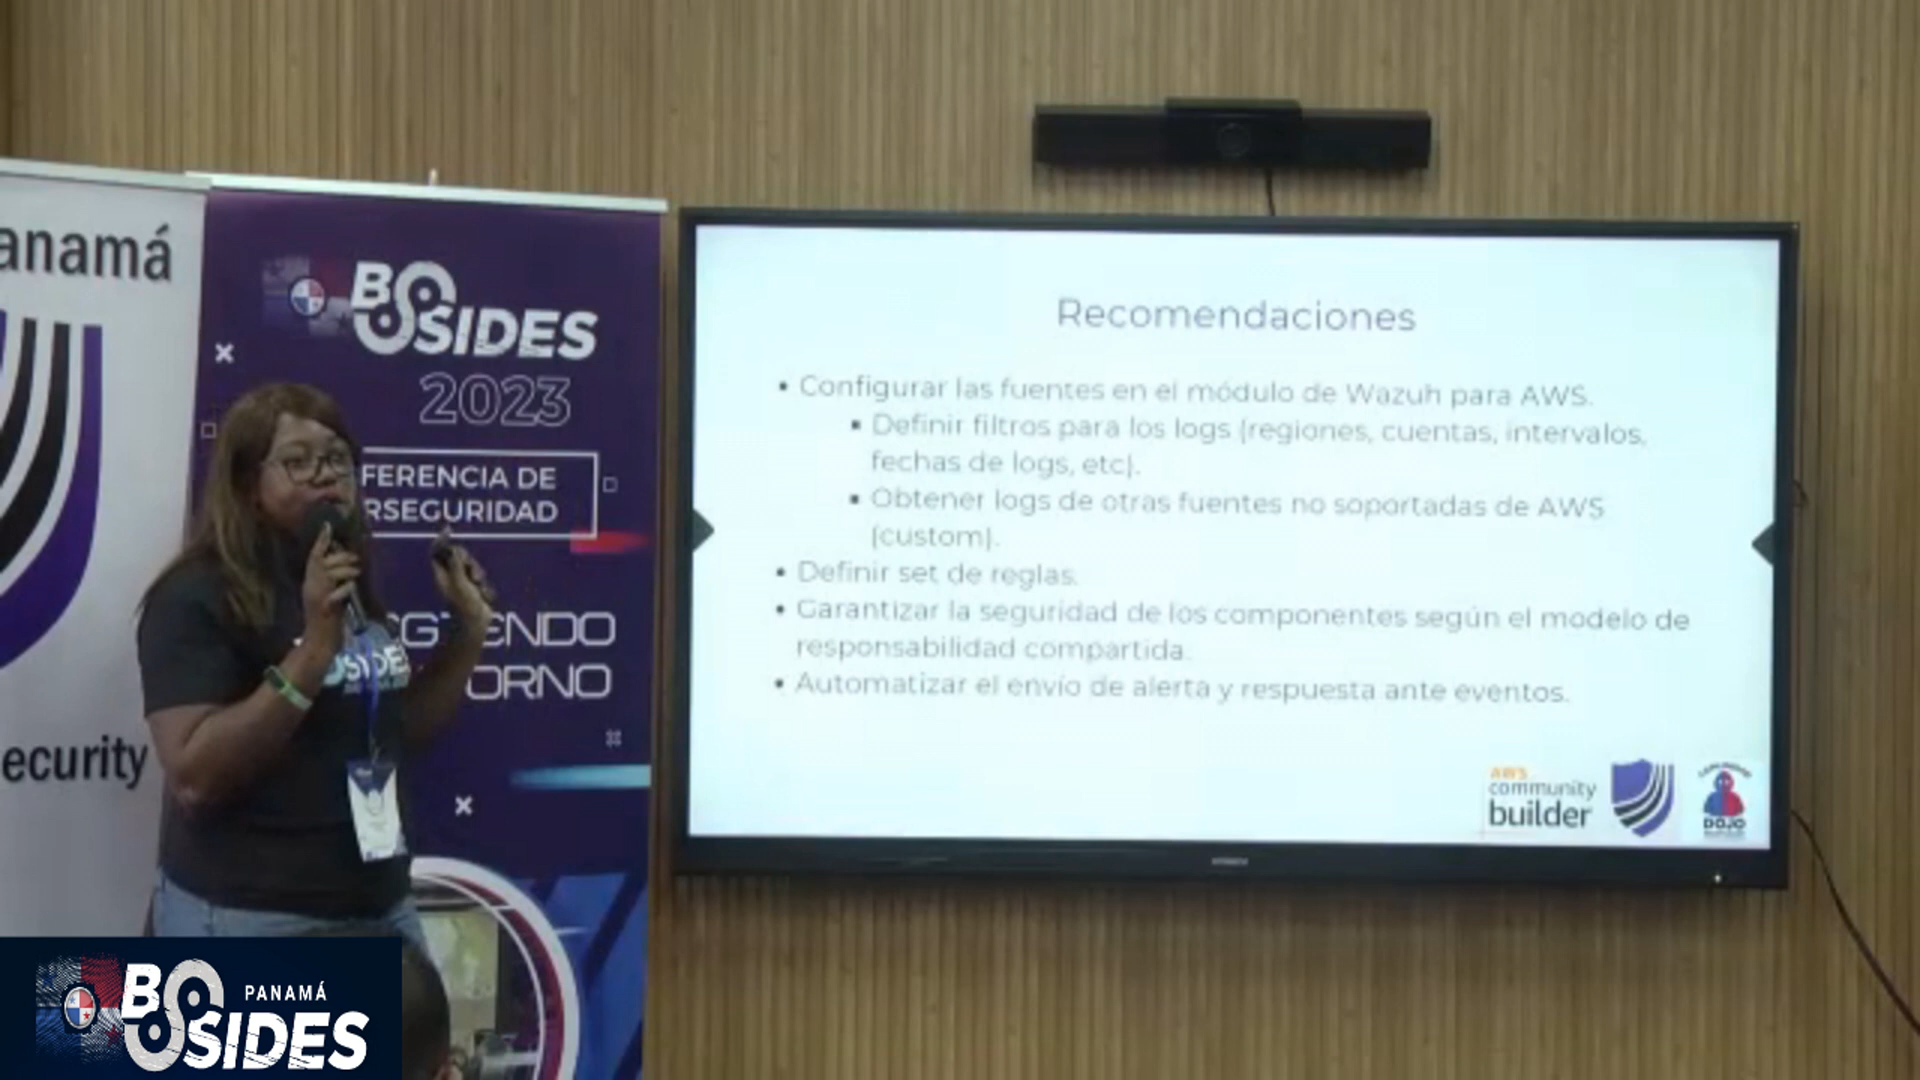 anamá
ecurity
BSIDES
2023
FERENCIA DE
RSEGURIDAD
ENDO
ORNO
SIDES
Recomendaciones
• Configurar las fuentes en el módulo de Wazuh para AWS.
▪ Definir filtros para los logs (regiones, cuentas, intervalos,
fechas de logs, etc).
▪ Obtener logs de otras fuentes no soportadas de AWS
(custom).
• Definir set de reglas.
• Garantizar la seguridad de los componentes según el modelo de
responsabilidad compartida.
• Automatizar el envío de alerta y respuesta ante eventos.
AWS
community
builder
DOJO
BSIDES
PANAMÁ